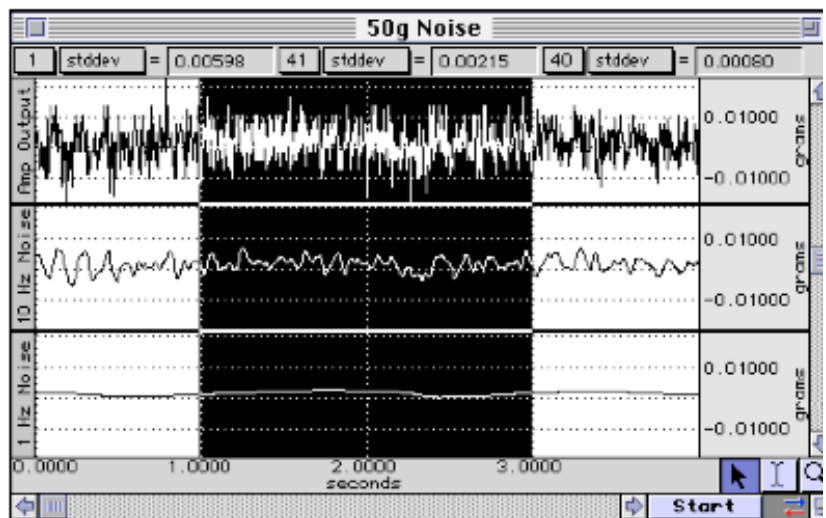 50g Noise
1 stddev = 0.00598 41 stddev = 0.00215 40 stddev = 0.00080
Amp Output
0.01000
-0.01000
grams
10 Hz Noise
0.01000
-0.01000
grams
1 Hz Noise
0.01000
-0.01000
grams
0.0000 1.0000 2.0000 3.0000
seconds
Start